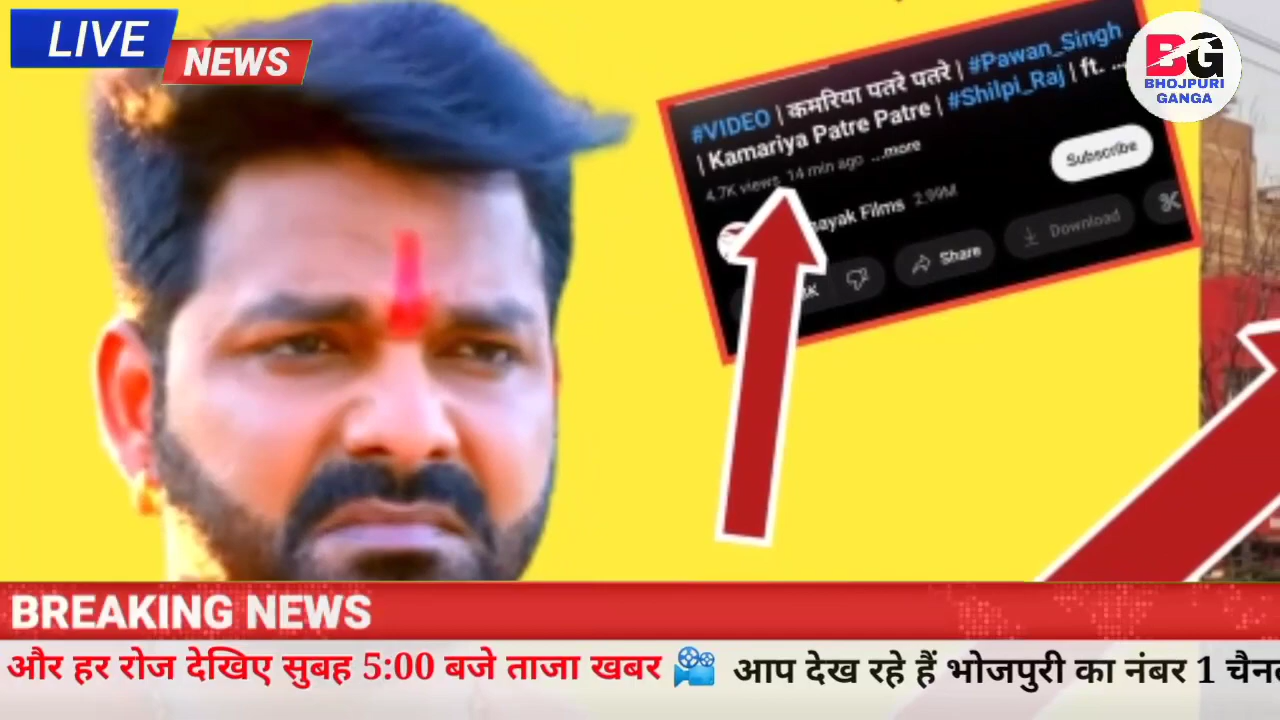 LIVE
NEWS
#VIDEO | कमरिया पतरे पतरे | #Pawan_Singh
| Kamariya Patre Patre | #Shilpi_Raj | ft. ...
4.7K views 14 min ago ...more
Subscribe
Films 2.99M
Share
Download
BG
BHOJPURI
GANGA
BREAKING NEWS
और हर रोज देखिए सुबह 5:00 बजे ताजा खबर 🎥 आप देख रहे हैं भोजपुरी का नंबर 1